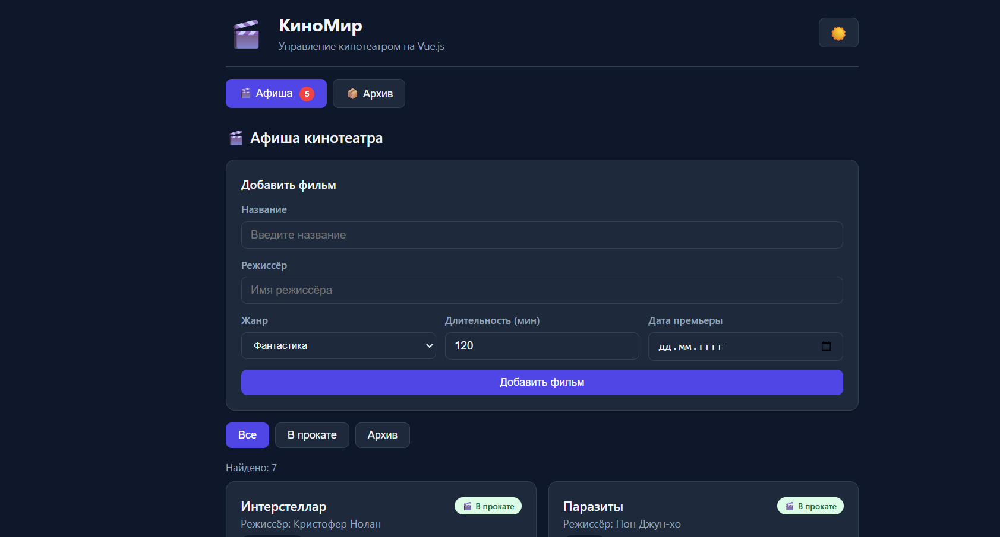 КиноМир
Управление кинотеатром на Vue.js
Афиша 5
Архив
Афиша кинотеатра
Добавить фильм
Название
Введите название
Режиссёр
Имя режиссёра
Жанр
Длительность (мин)
Дата премьеры
Фантастика
120
дд.мм.гггг
Добавить фильм
Все
В прокате
Архив
Найдено: 7
Интерстеллар
В прокате
Режиссёр: Кристофер Нолан
Паразиты
В прокате
Режиссёр: Пон Джун-хо